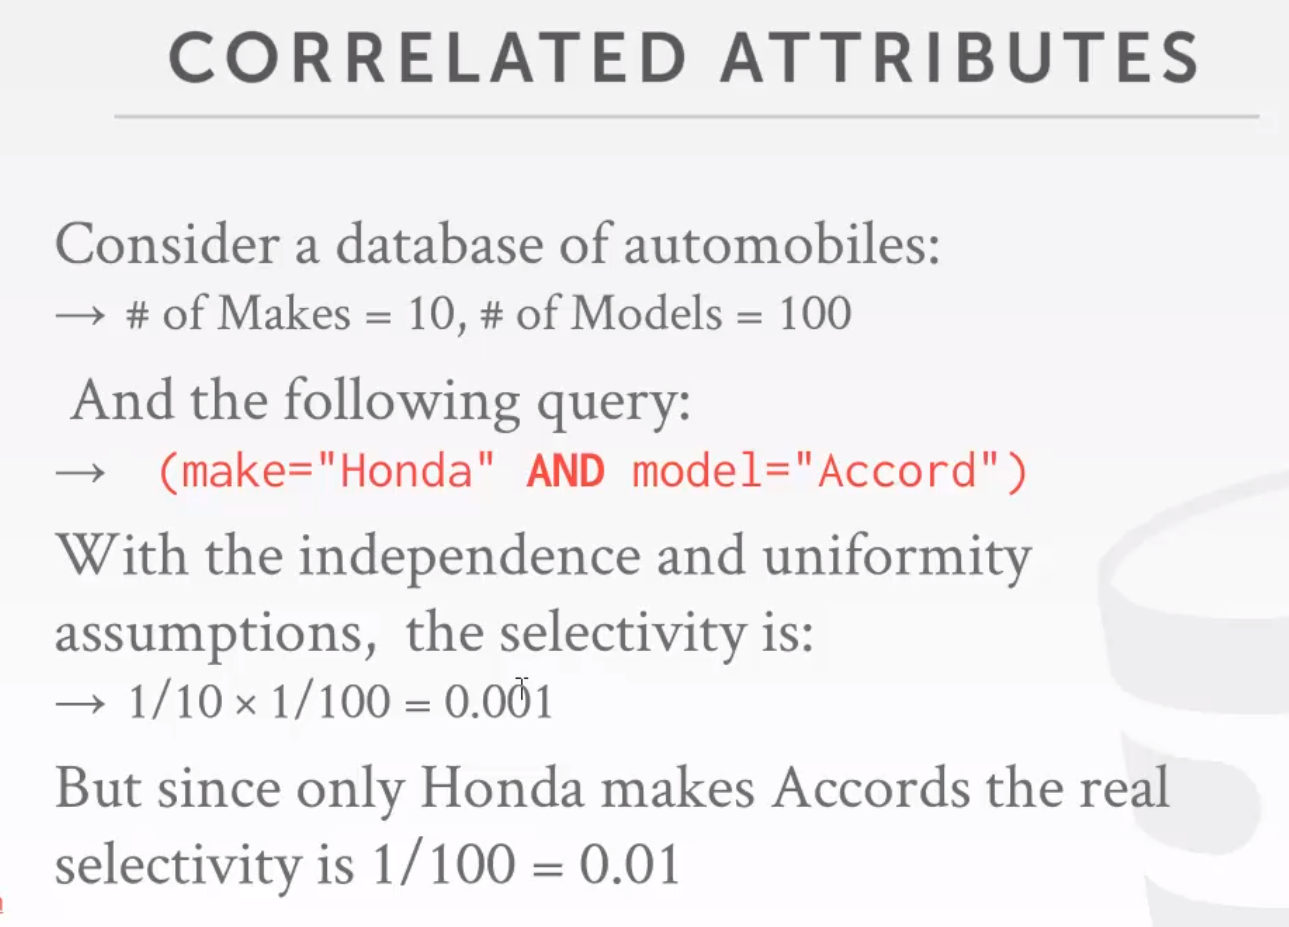 CORRELATED ATTRIBUTES
Consider a database of automobiles:
→ # of Makes = 10, # of Models = 100
And the following query:
→ (make="Honda" AND model="Accord")
With the independence and uniformity
assumptions, the selectivity is:
→ 1/10 × 1/100 = 0.001
But since only Honda makes Accords the real
selectivity is 1/100 = 0.01